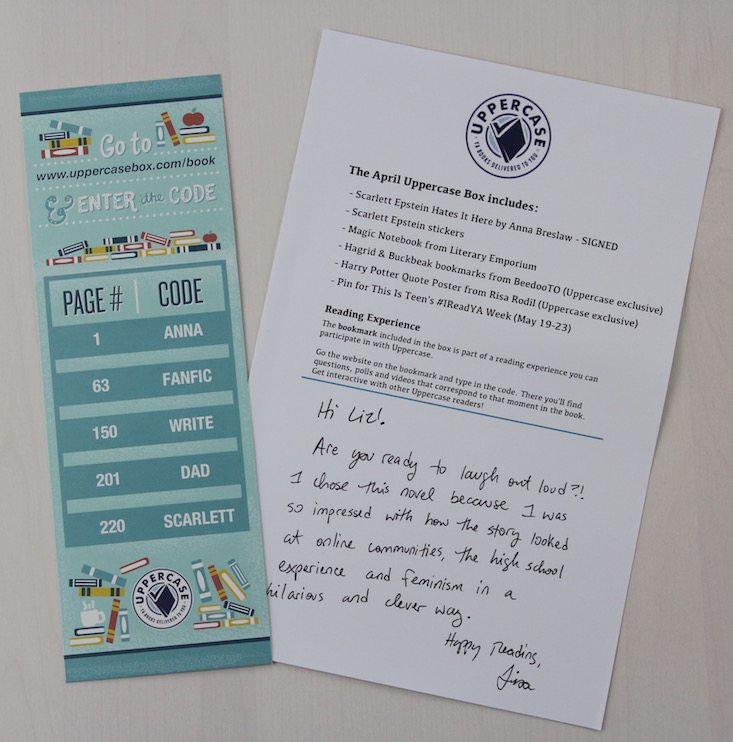 Go to
www.uppercasebox.com/book
& ENTER the CODE
PAGE # | CODE
1 ANNA
63 FANFIC
150 WRITE
201 DAD
220 SCARLETT
UPPERCASE
YA BOOKS DELIVERED TO YOU
UPPERCASE
YA BOOKS DELIVERED TO YOU
The April Uppercase Box includes:
- Scarlett Epstein Hates It Here by Anna Breslaw - SIGNED
- Scarlett Epstein stickers
- Magic Notebook from Literary Emporium
- Hagrid & Buckbeak bookmarks from BeedooTO (Uppercase exclusive)
- Harry Potter Quote Poster from Risa Rodil (Uppercase exclusive)
- Pin for This Is Teen's #IReadYA Week (May 19-23)
Reading Experience
The bookmark included in the box is part of a reading experience you can
participate in with Uppercase.
Go the website on the bookmark and type in the code. There you'll find
questions, polls and videos that correspond to that moment in the book.
Get interactive with other Uppercase readers!
Hi Liz!
Are you ready to laugh out loud?!
I chose this novel because I was
so impressed with how the story looked
at online communities, the high school
experience and feminism in a
hilarious and clever way.
Happy Reading,
Lisa